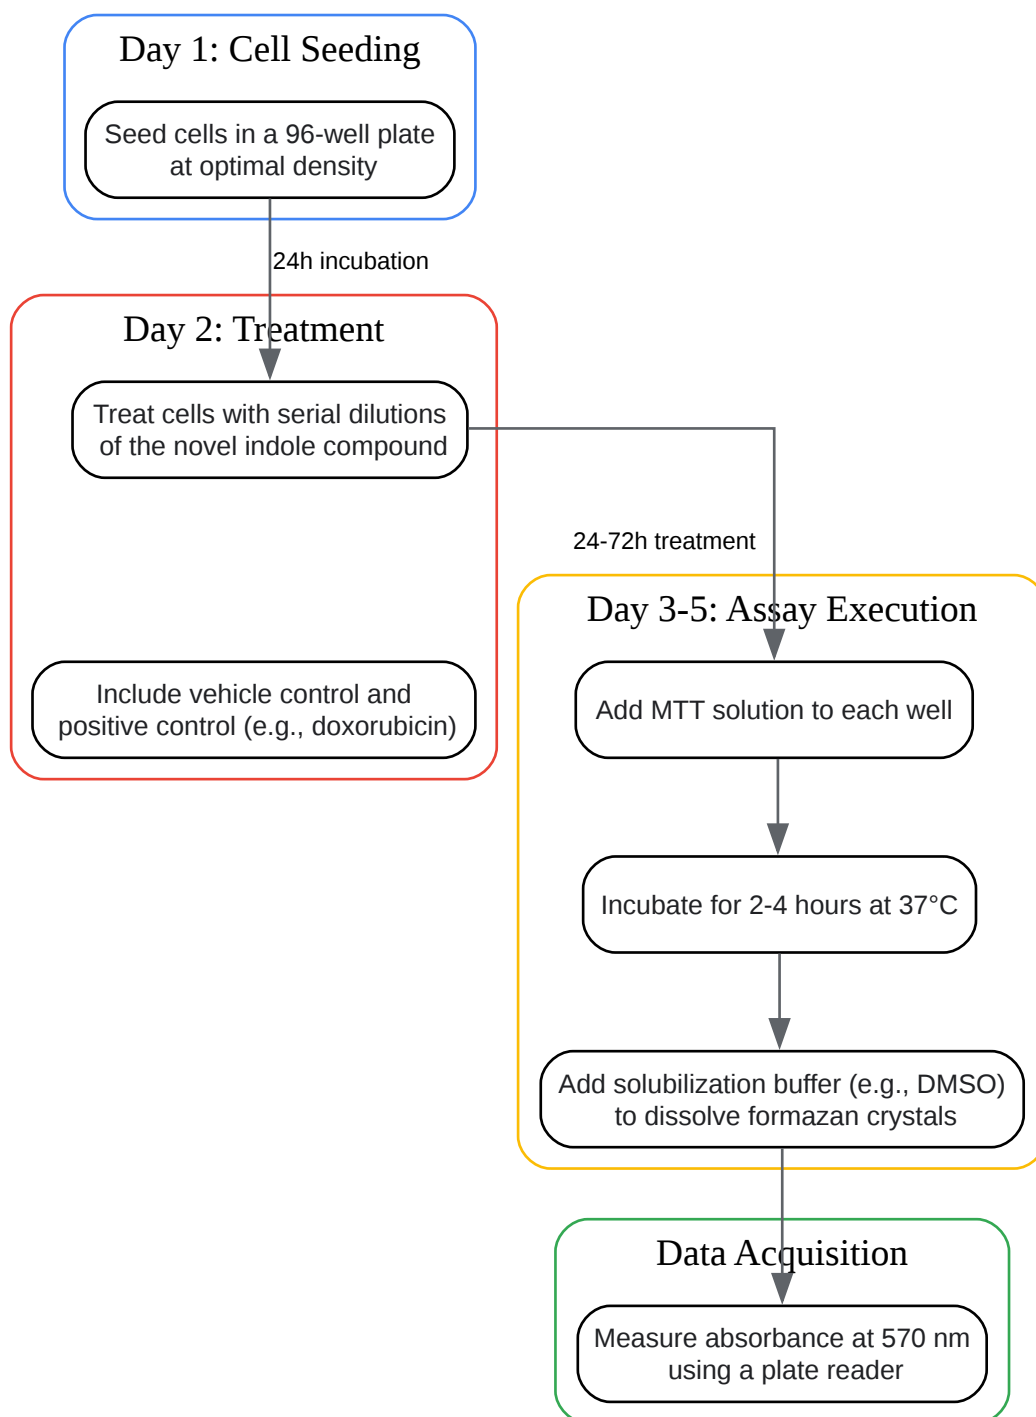 Day 1: Cell Seeding
Seed cells in a 96-well plate
at optimal density
24h incubation
Day 2: Treatment
Treat cells with serial dilutions
of the novel indole compound
Include vehicle control and
positive control (e.g., doxorubicin)
24-72h treatment
Day 3-5: Assay Execution
Add MTT solution to each well
Incubate for 2-4 hours at 37°C
Add solubilization buffer (e.g., DMSO)
to dissolve formazan crystals
Data Acquisition
Measure absorbance at 570 nm
using a plate reader